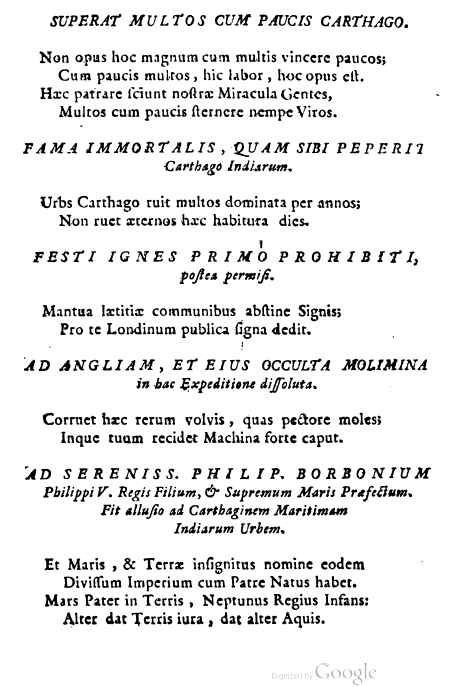 SUPERAT MULTOS CUM PAUCIS CARTHAGO.
Non opus hoc magnum cum multis vincere paucos;
Cum paucis multos, hic labor, hoc opus eſt.
Hæc patrare ſciunt noſtræ Miracula Gentes,
Multos cum paucis ſternere nempe Viros.
FAMA IMMORTALIS, QUAM SIBI PEPERIT
Carthago Indiarum.
Urbs Carthago ruit multos dominata per annos;
Non ruet æternos hæc habitura dies.
FESTI IGNES PRIMO PROHIBITI,
poſtea permiſi.
Mantua lætitiæ communibus abſtine Signis;
Pro te Londinum publica ſigna dedit.
AD ANGLIAM, ET EIUS OCCULTA MOLIMINA
in hac Expeditione diſſoluta.
Corruet hæc rerum volvis, quas pectore moles;
Inque tuum recidet Machina forte caput.
AD SERENISS. PHILIP. BORBONIUM
Philippi V. Regis Filium, & Supremum Maris Præfectum.
Fit alluſio ad Carthaginem Maritimam
Indiarum Urbem.
Et Maris, & Terræ inſignitus nomine eodem
Diviſſum Imperium cum Patre Natus habet.
Mars Pater in Terris, Neptunus Regius Infans:
Alter dat Terris iura, dat alter Aquis.
Digitized by Google